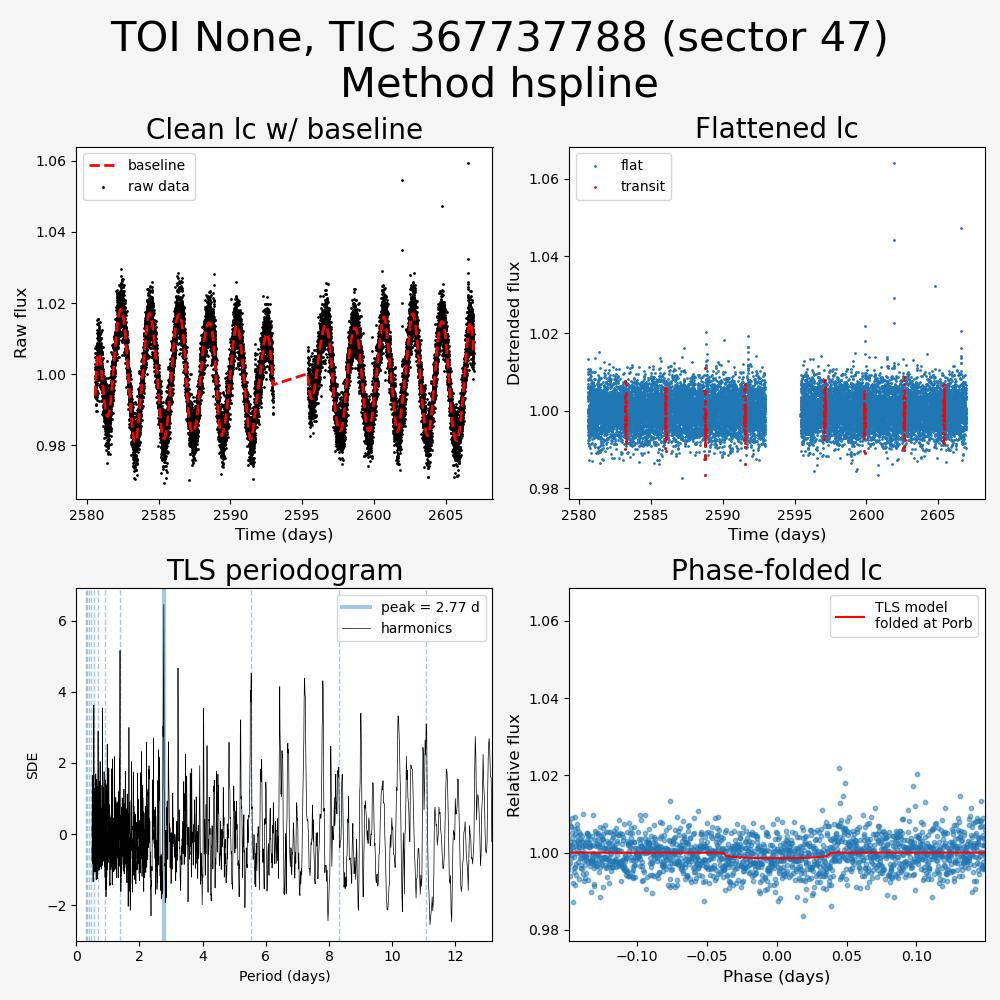 TOI None, TIC 367737788 (sector 47)
Method hspline
Clean lc w/ baseline
baseline
raw data
Raw flux
1.06
1.04
1.02
1.00
0.98
2580
2585
2590
2595
2600
2605
Time (days)
Flattened lc
flat
transit
Detrended flux
1.06
1.04
1.02
1.00
0.98
2580
2585
2590
2595
2600
2605
Time (days)
TLS periodogram
peak = 2.77 d
harmonics
SDE
6
4
2
0
−2
0
2
4
6
8
10
12
Period (days)
Phase-folded lc
TLS model
folded at Porb
Relative flux
1.06
1.04
1.02
1.00
0.98
−0.10
−0.05
0.00
0.05
0.10
Phase (days)